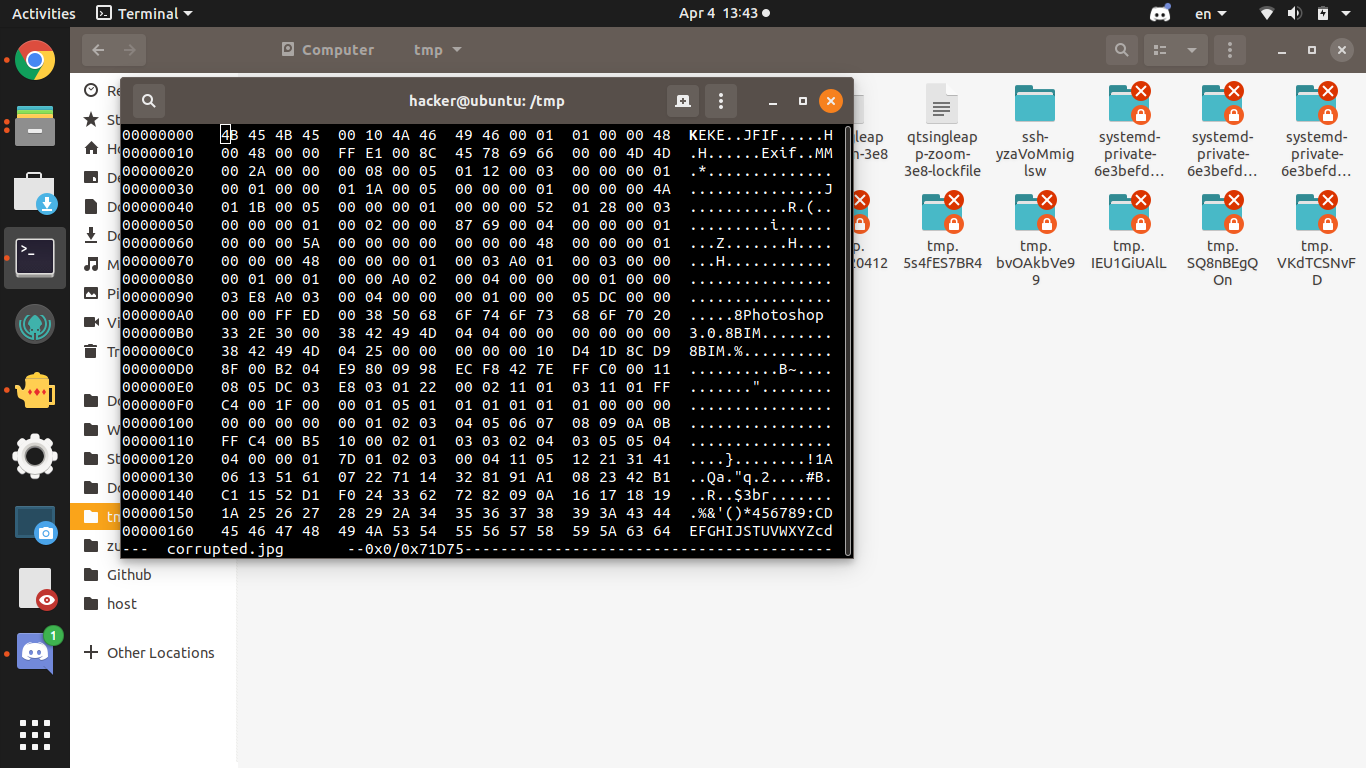 Activities Terminal Apr 4 13:43 en
Computer tmp
hacker@ubuntu: /tmp
00000000 4B 45 4B 45 00 10 4A 46 49 46 00 01 01 00 00 48 KEKE..JFIF.....H
00000010 00 48 00 00 FF E1 00 8C 45 78 69 66 00 00 4D 4D .H......Exif..MM
00000020 00 2A 00 00 00 08 00 05 01 12 00 03 00 00 00 01 .*..............
00000030 00 01 00 00 01 1A 00 05 00 00 00 01 00 00 00 4A ...............J
00000040 01 1B 00 05 00 00 00 01 00 00 00 52 01 28 00 03 ...........R.(..
00000050 00 00 00 01 00 02 00 00 87 69 00 04 00 00 00 01 .........i......
00000060 00 00 00 5A 00 00 00 00 00 00 00 48 00 00 00 01 ...Z.......H....
00000070 00 00 00 48 00 00 00 01 00 03 A0 01 00 03 00 00 ...H............
00000080 00 01 00 01 00 00 A0 02 00 04 00 00 00 01 00 00 ................
00000090 03 E8 A0 03 00 04 00 00 00 01 00 00 05 DC 00 00 ................
000000A0 00 00 FF ED 00 38 50 68 6F 74 6F 73 68 6F 70 20 .....8Photoshop
000000B0 33 2E 30 00 38 42 49 4D 04 04 00 00 00 00 00 00 3.0.8BIM........
000000C0 38 42 49 4D 04 25 00 00 00 00 00 10 D4 1D 8C D9 8BIM.%..........
000000D0 8F 00 B2 04 E9 80 09 98 EC F8 42 7E FF C0 00 11 ..........B~....
000000E0 08 05 DC 03 E8 03 01 22 00 02 11 01 03 11 01 FF ......."........
000000F0 C4 00 1F 00 00 01 05 01 01 01 01 01 01 00 00 00 ................
00000100 00 00 00 00 00 01 02 03 04 05 06 07 08 09 0A 0B ................
00000110 FF C4 00 B5 10 00 02 01 03 03 02 04 03 05 05 04 ................
00000120 04 00 00 01 7D 01 02 03 00 04 11 05 12 21 31 41 ....}........!1A
00000130 06 13 51 61 07 22 71 14 32 81 91 A1 08 23 42 B1 ..Qa."q.2....#B.
00000140 C1 15 52 D1 F0 24 33 62 72 82 09 0A 16 17 18 19 ..R..$3br.......
00000150 1A 25 26 27 28 29 2A 34 35 36 37 38 39 3A 43 44 .%&'()*456789:CD
00000160 45 46 47 48 49 4A 53 54 55 56 57 58 59 5A 63 64 EFGHIJSTUVWXYZcd
--- corrupted.jpg --0x0/0x71D75-----------------------------------------
qtsingleap
p-zoom-
3e8-lockfile
ssh-
yzaVoMmig
lsw
systemd-
private-
6e3befd…
systemd-
private-
6e3befd…
systemd-
private-
6e3befd…
tmp.
5s4fES7BR4
tmp.
bvOAkbVe9
9
tmp.
IEU1GiUAlL
tmp.
SQ8nBEgQ
On
tmp.
VKdTCSNvF
D
Github
host
Other Locations
1